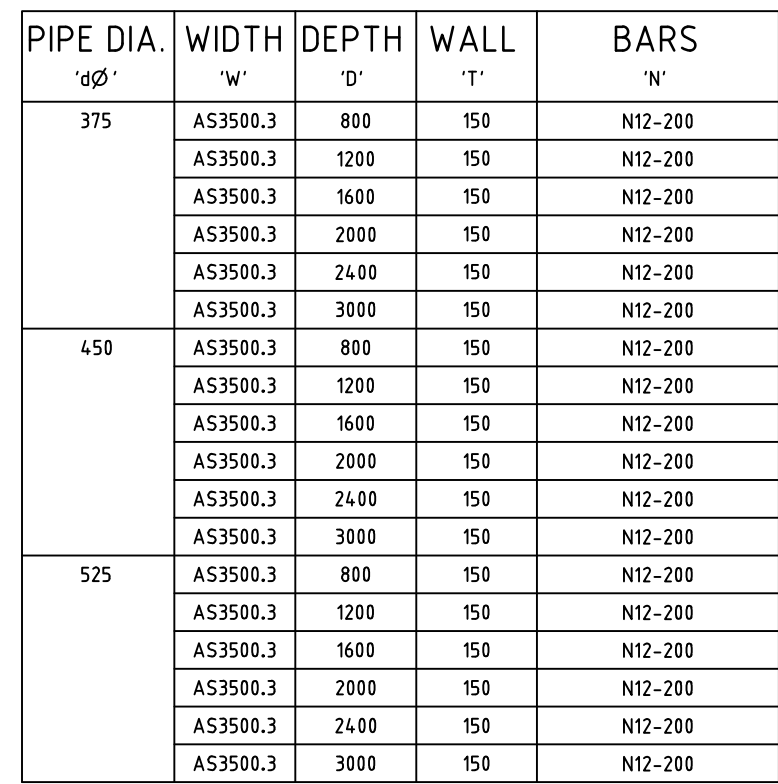 PIPE DIA. WIDTH DEPTH WALL BARS
'dØ' 'W' 'D' 'T' 'N'
375 AS3500.3 800 150 N12-200
AS3500.3 1200 150 N12-200
AS3500.3 1600 150 N12-200
AS3500.3 2000 150 N12-200
AS3500.3 2400 150 N12-200
AS3500.3 3000 150 N12-200
450 AS3500.3 800 150 N12-200
AS3500.3 1200 150 N12-200
AS3500.3 1600 150 N12-200
AS3500.3 2000 150 N12-200
AS3500.3 2400 150 N12-200
AS3500.3 3000 150 N12-200
525 AS3500.3 800 150 N12-200
AS3500.3 1200 150 N12-200
AS3500.3 1600 150 N12-200
AS3500.3 2000 150 N12-200
AS3500.3 2400 150 N12-200
AS3500.3 3000 150 N12-200